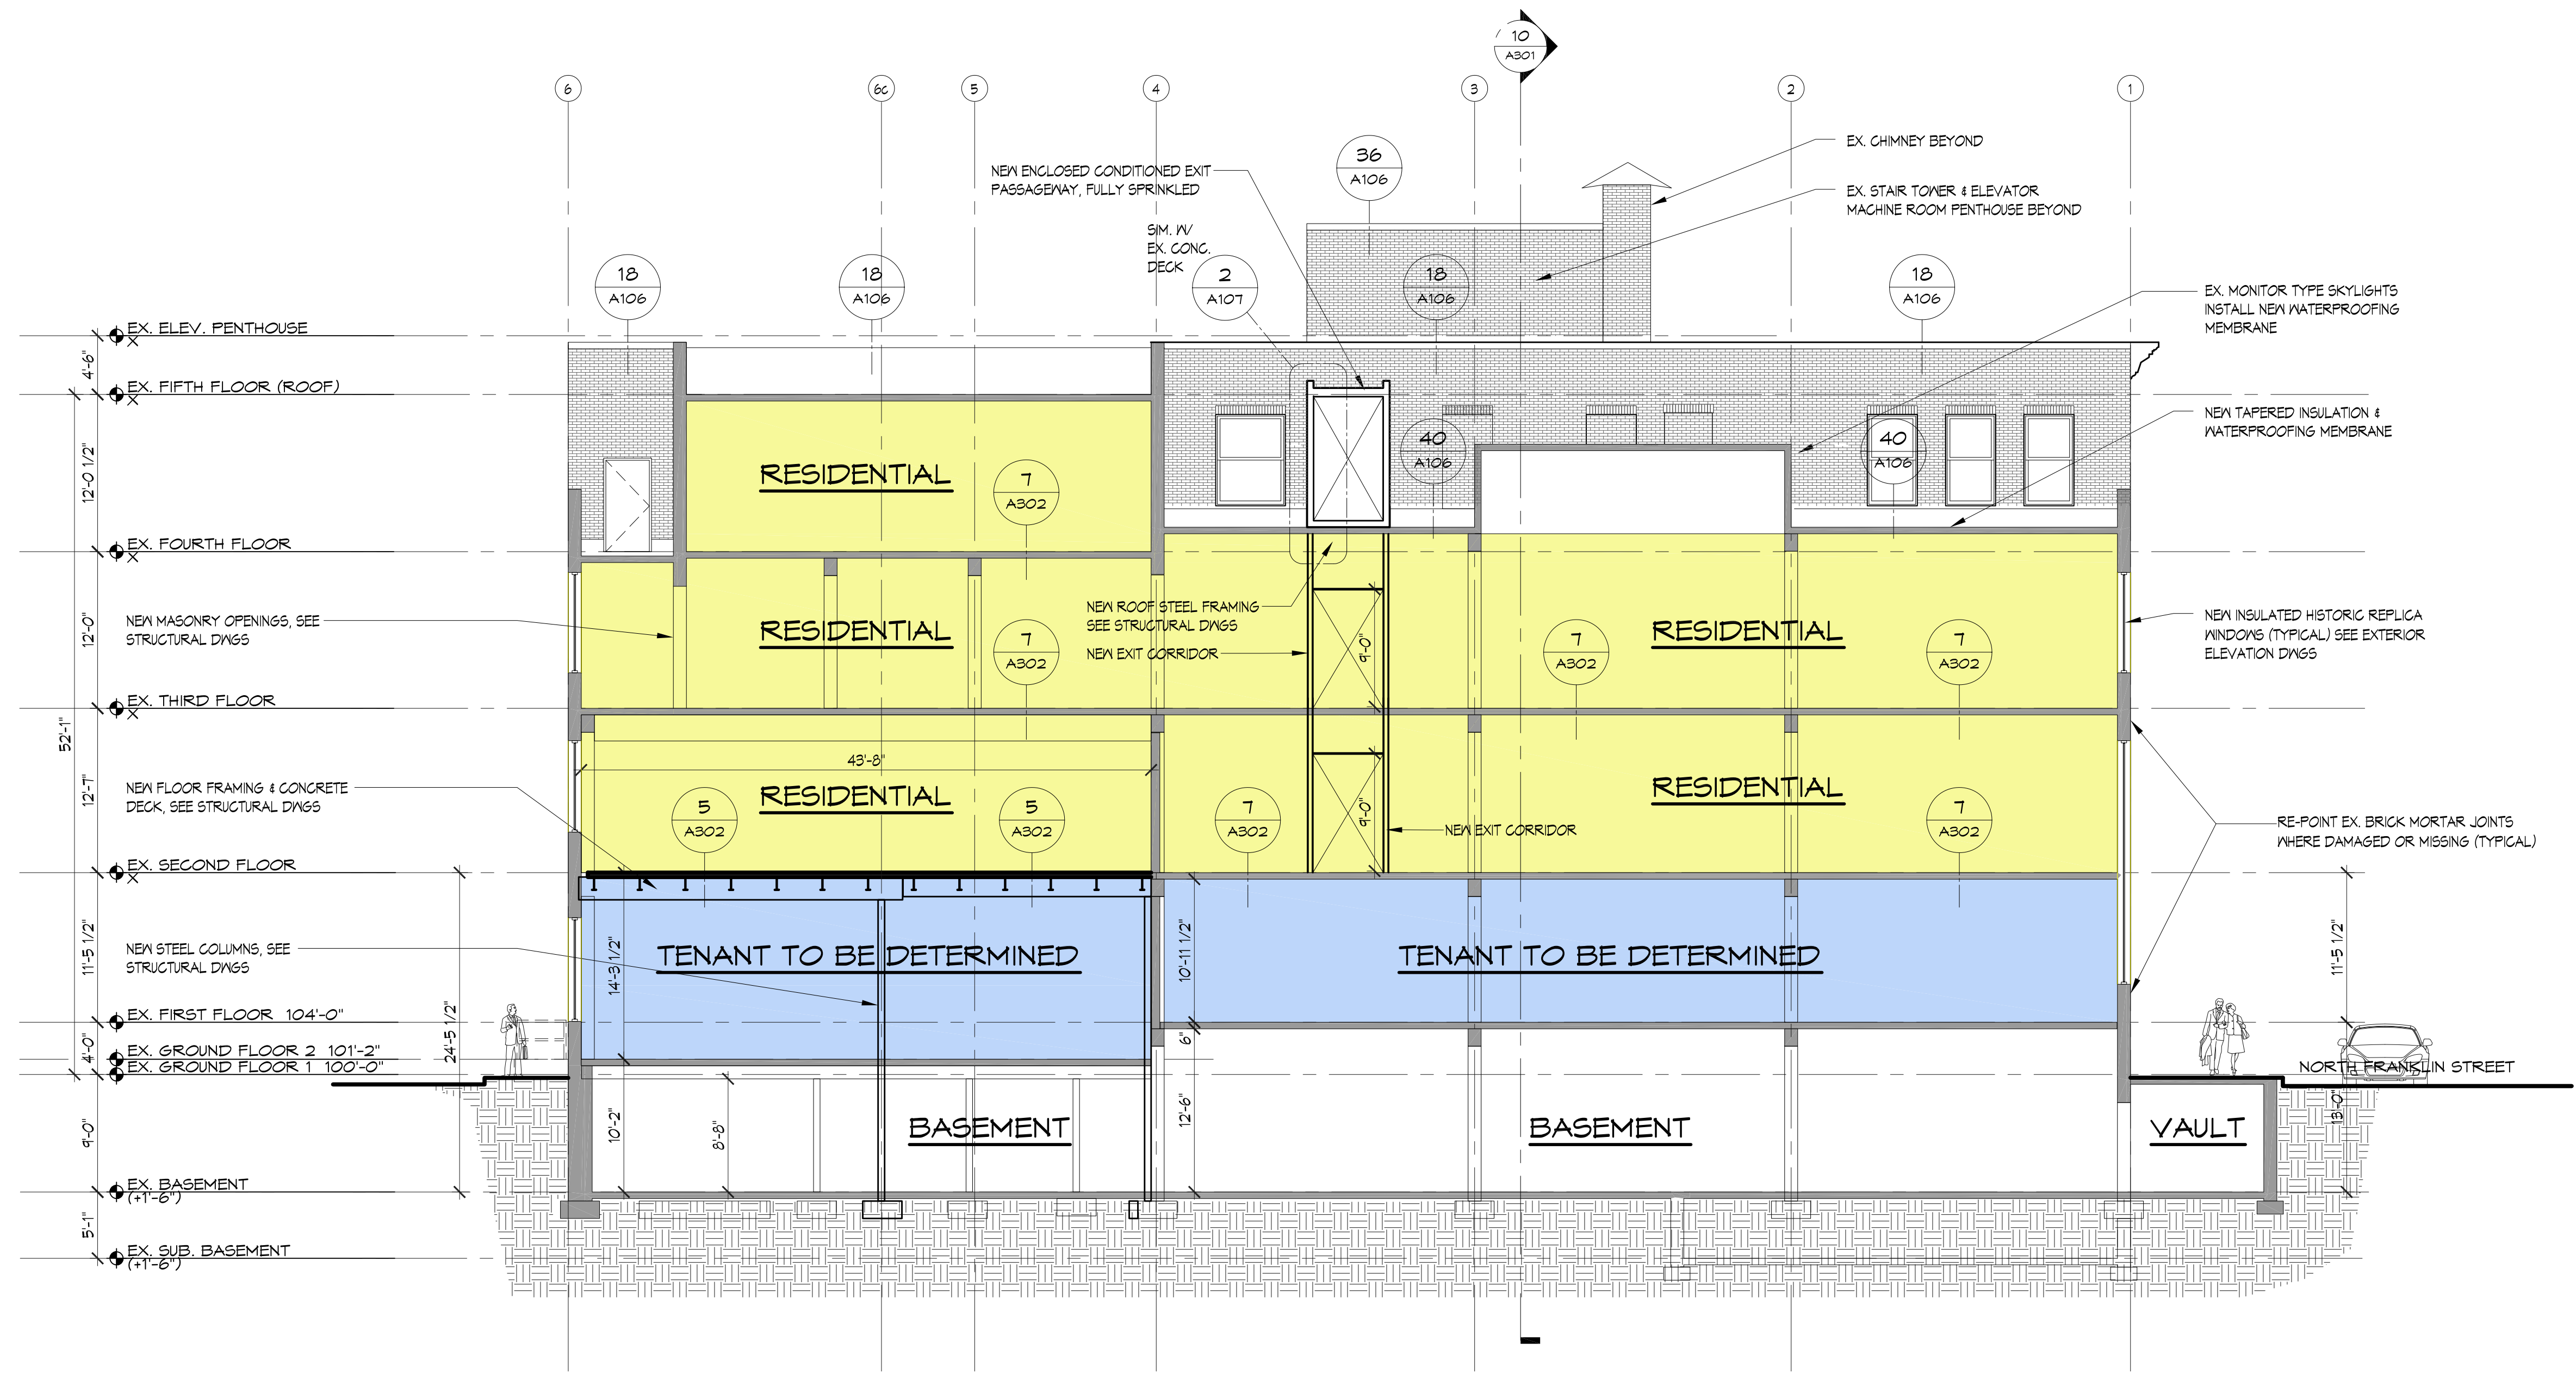 10
A301
6
6C
5
4
3
2
1
EX. CHIMNEY BEYOND
36
A106
NEW ENCLOSED CONDITIONED EXIT
PASSAGEWAY, FULLY SPRINKLED
EX. STAIR TOWER & ELEVATOR
MACHINE ROOM PENTHOUSE BEYOND
SIM. W/
EX. CONC.
DECK
18
A106
18
A106
2
A107
18
A106
18
A106
EX. MONITOR TYPE SKYLIGHTS
INSTALL NEW WATERPROOFING
MEMBRANE
EX. ELEV. PENTHOUSE
X
4'-6"
EX. FIFTH FLOOR (ROOF)
X
NEW TAPERED INSULATION &
WATERPROOFING MEMBRANE
40
A106
40
A106
12'-0 1/2"
RESIDENTIAL
7
A302
EX. FOURTH FLOOR
X
NEW MASONRY OPENINGS, SEE
STRUCTURAL DWGS
12'-0"
RESIDENTIAL
7
A302
NEW ROOF STEEL FRAMING
SEE STRUCTURAL DWGS
NEW EXIT CORRIDOR
9'-0"
7
A302
RESIDENTIAL
7
A302
NEW INSULATED HISTORIC REPLICA
WINDOWS (TYPICAL) SEE EXTERIOR
ELEVATION DWGS
EX. THIRD FLOOR
X
52'-1"
12'-7"
43'-8"
NEW FLOOR FRAMING & CONCRETE
DECK, SEE STRUCTURAL DWGS
RESIDENTIAL
5
A302
5
A302
7
A302
9'-0"
NEW EXIT CORRIDOR
RESIDENTIAL
7
A302
RE-POINT EX. BRICK MORTAR JOINTS
WHERE DAMAGED OR MISSING (TYPICAL)
EX. SECOND FLOOR
X
11'-5 1/2"
NEW STEEL COLUMNS, SEE
STRUCTURAL DWGS
14'-3 1/2"
TENANT TO BE DETERMINED
10'-11 1/2"
TENANT TO BE DETERMINED
11'-5 1/2"
EX. FIRST FLOOR 104'-0"
24'-5 1/2"
4'-0"
6"
EX. GROUND FLOOR 2 101'-2"
EX. GROUND FLOOR 1 100'-0"
NORTH FRANKLIN STREET
9'-0"
10'-2"
8'-8"
BASEMENT
12'-6"
BASEMENT
VAULT
13'-0"
EX. BASEMENT
(+1'-6")
5'-1"
EX. SUB. BASEMENT
(+1'-6")